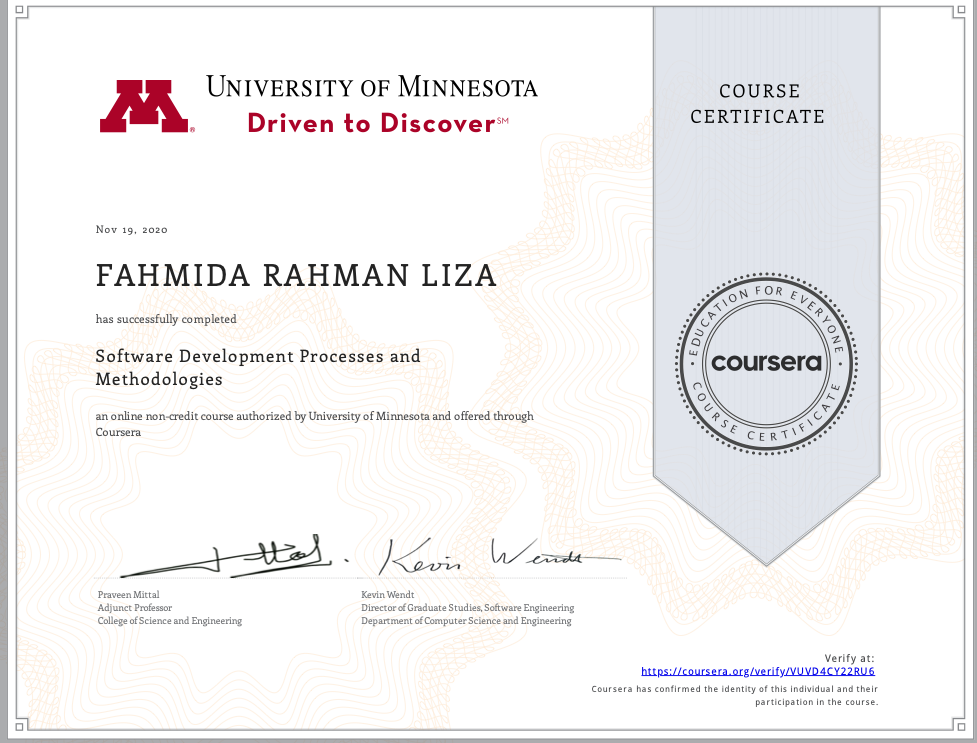 UNIVERSITY OF MINNESOTA
Driven to Discover℠
COURSE
CERTIFICATE
Nov 19, 2020
FAHMIDA RAHMAN LIZA
has successfully completed
Software Development Processes and
Methodologies
an online non-credit course authorized by University of Minnesota and offered through
Coursera
EDUCATION FOR EVERYONE
coursera
COURSE CERTIFICATE
Kevin Wendt
Praveen Mittal
Adjunct Professor
College of Science and Engineering
Kevin Wendt
Director of Graduate Studies, Software Engineering
Department of Computer Science and Engineering
Verify at:
https://coursera.org/verify/VUVD4CY22RU6
Coursera has confirmed the identity of this individual and their
participation in the course.